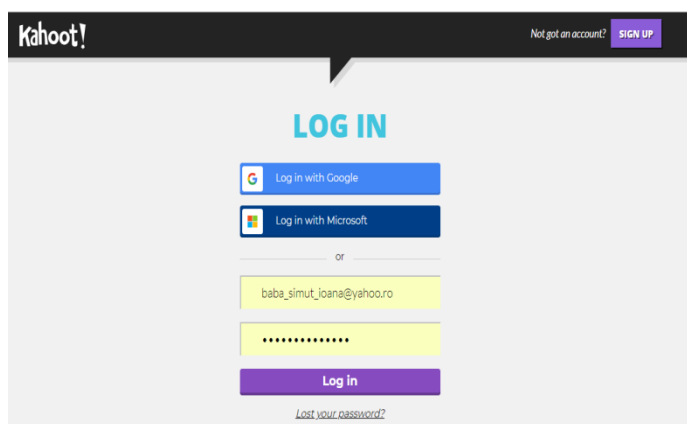 Kahoot!
Not got an account? SIGN UP
LOG IN
Log in with Google
Log in with Microsoft
or
baba_simut_ioana@yahoo.ro
••••••••••••••
Log in
Lost your password?